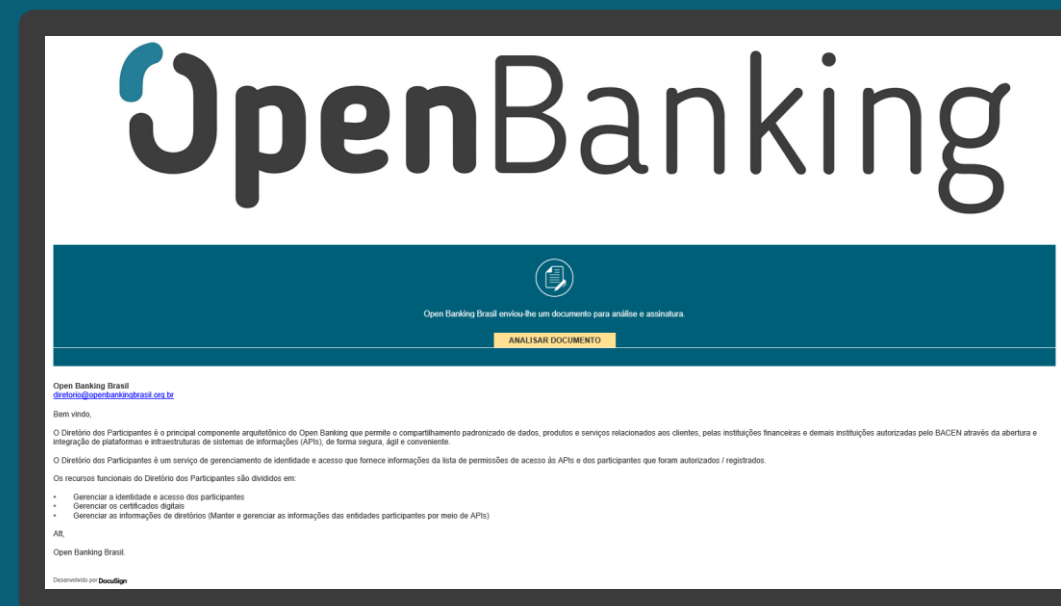 OpenBanking
Open Banking Brasil enviou-lhe um documento para análise e assinatura.
ANALISAR DOCUMENTO
Open Banking Brasil
diretorio@openbankingbrasil.org.br
Bem vindo,
O Diretório dos Participantes é o principal componente arquitetônico do Open Banking que permite o compartilhamento padronizado de dados, produtos e serviços relacionados aos clientes, pelas instituições financeiras e demais instituições autorizadas pelo BACEN através da abertura e
integração de plataformas e infraestruturas de sistemas de informações (APIs), de forma segura, ágil e conveniente.
O Diretório dos Participantes é um serviço de gerenciamento de identidade e acesso que fornece informações da lista de permissões de acesso às APIs e dos participantes que foram autorizados / registrados.
Os recursos funcionais do Diretório dos Participantes são divididos em:
• Gerenciar a identidade e acesso dos participantes
• Gerenciar os certificados digitais
• Gerenciar as informações de diretórios (Manter e gerenciar as informações das entidades participantes por meio de APIs)
Att,
Open Banking Brasil.
Desenvolvido por DocuSign